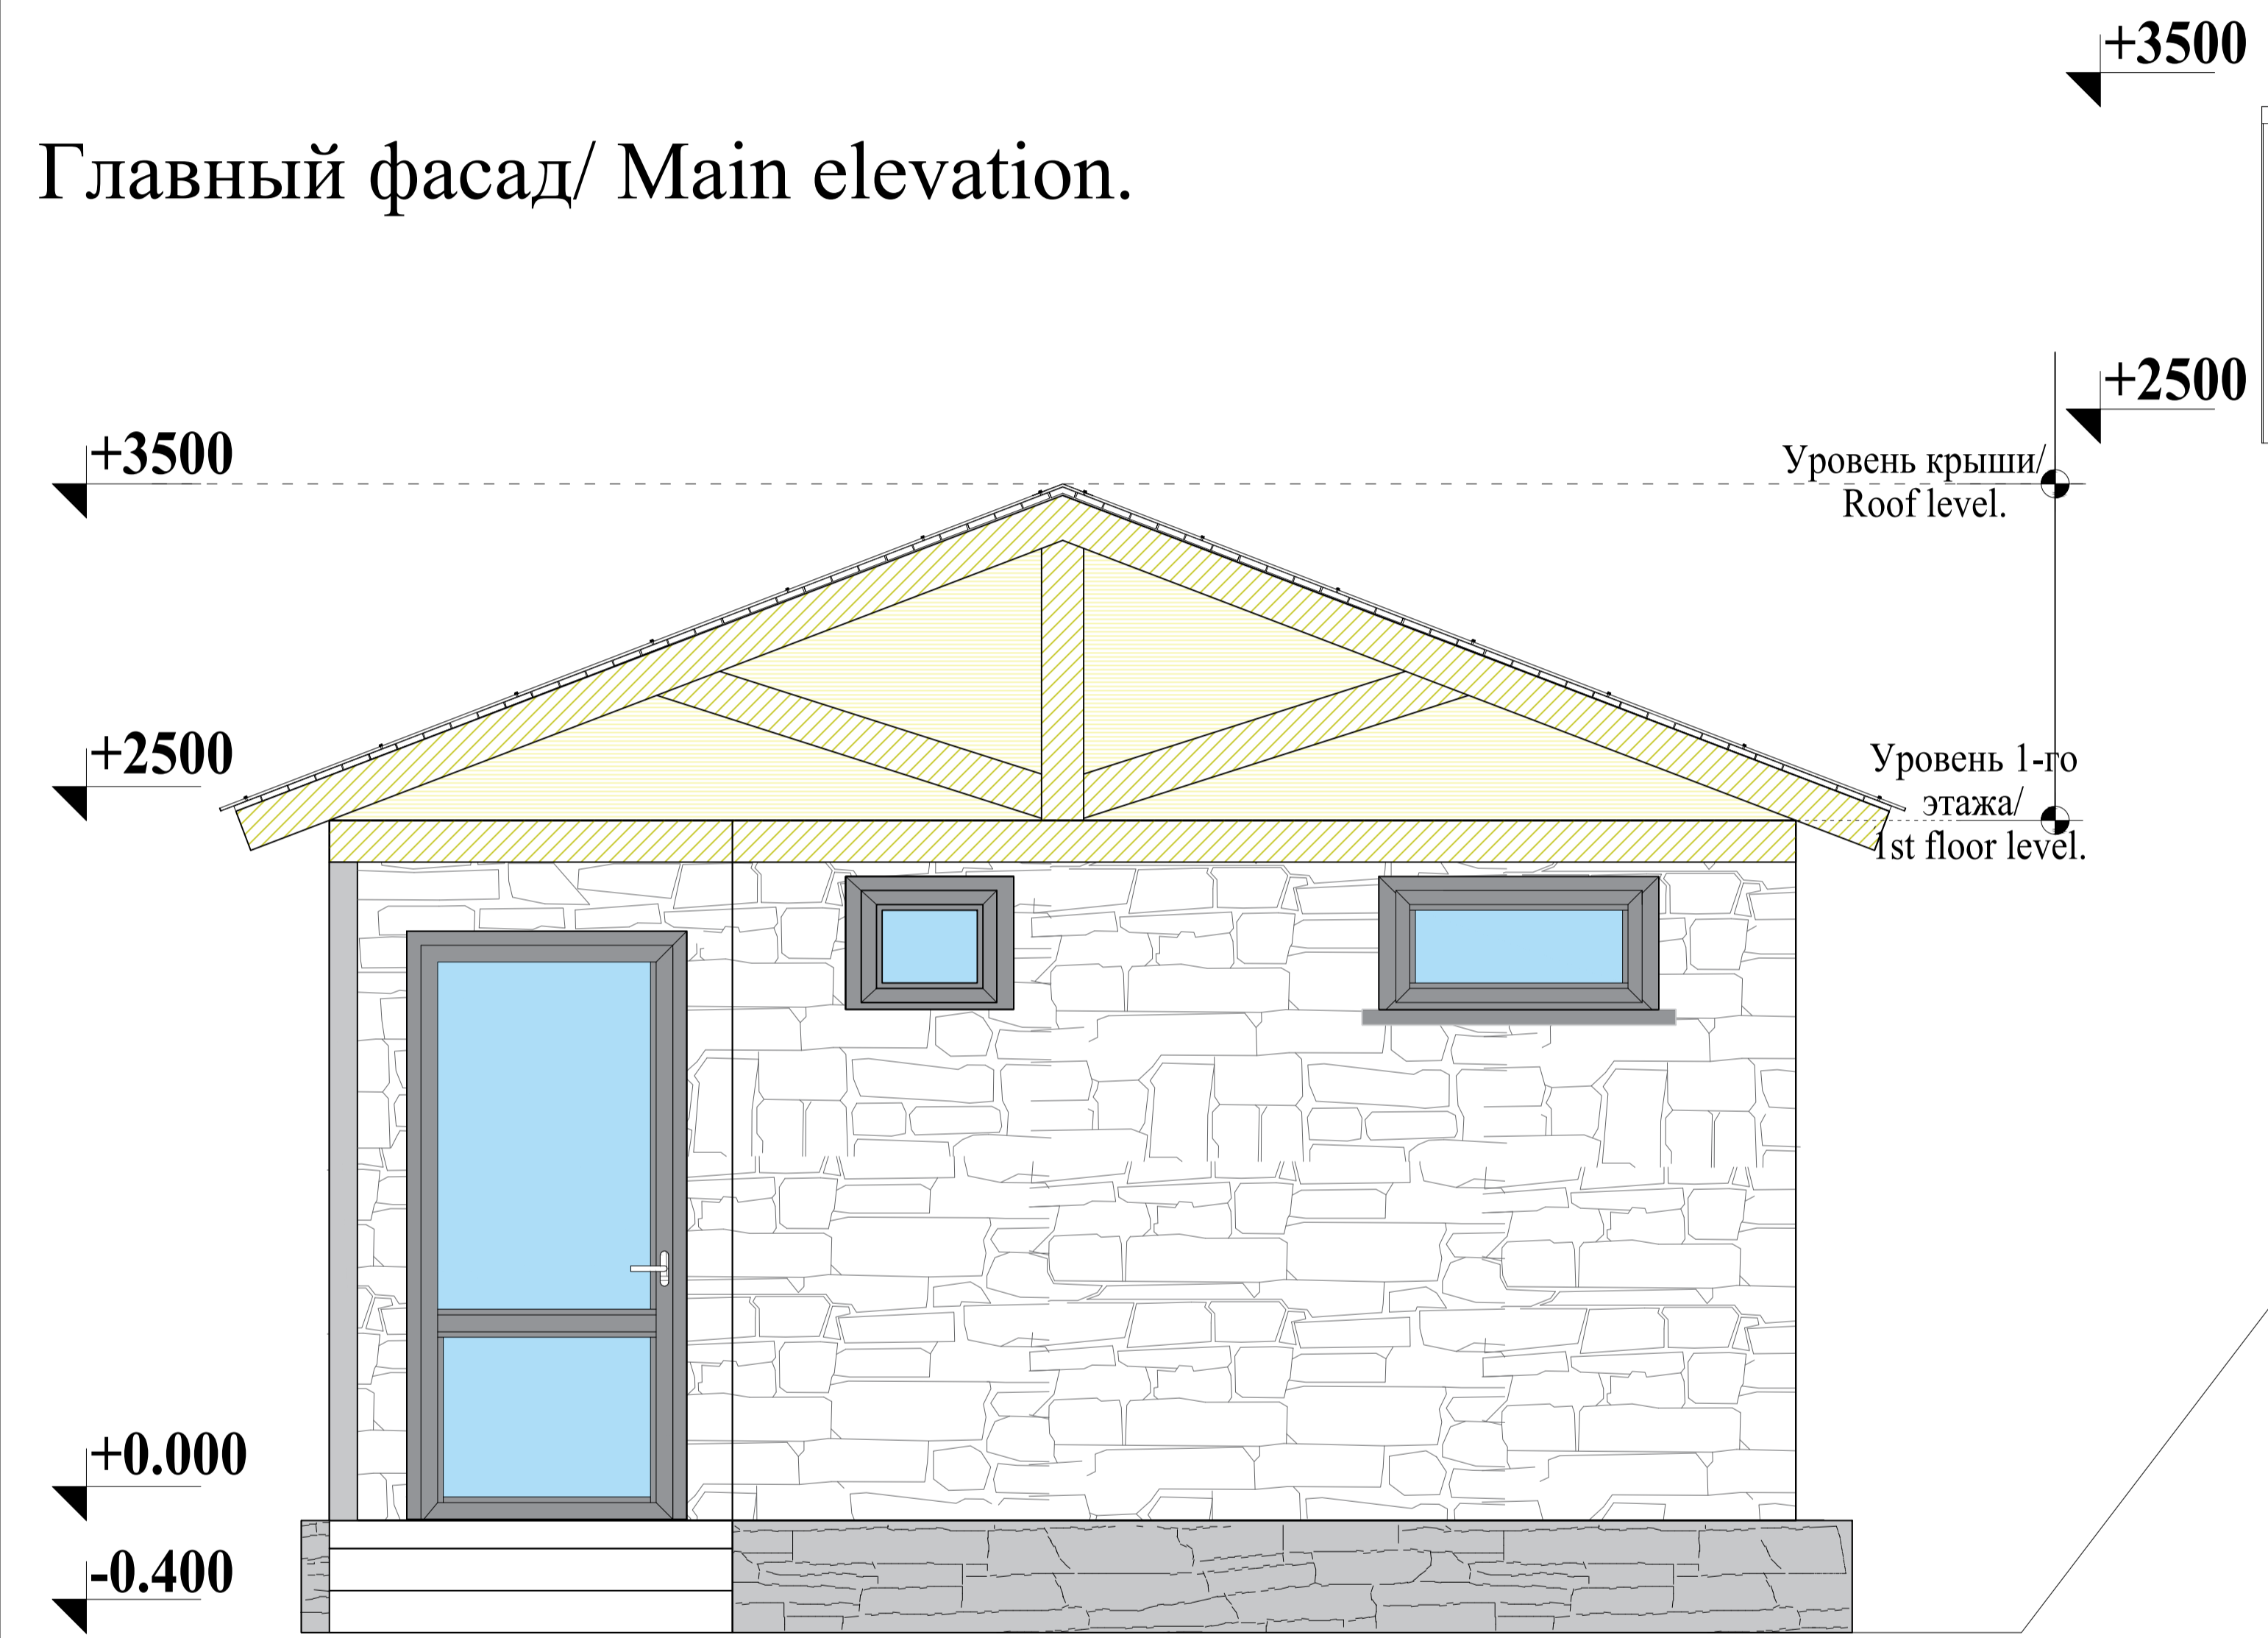 +3500
Главный фасад/ Main elevation.
+2500
+3500
Уровень крыши/
Roof level.
+2500
Уровень 1-го
этажа/
1st floor level.
+0.000
-0.400